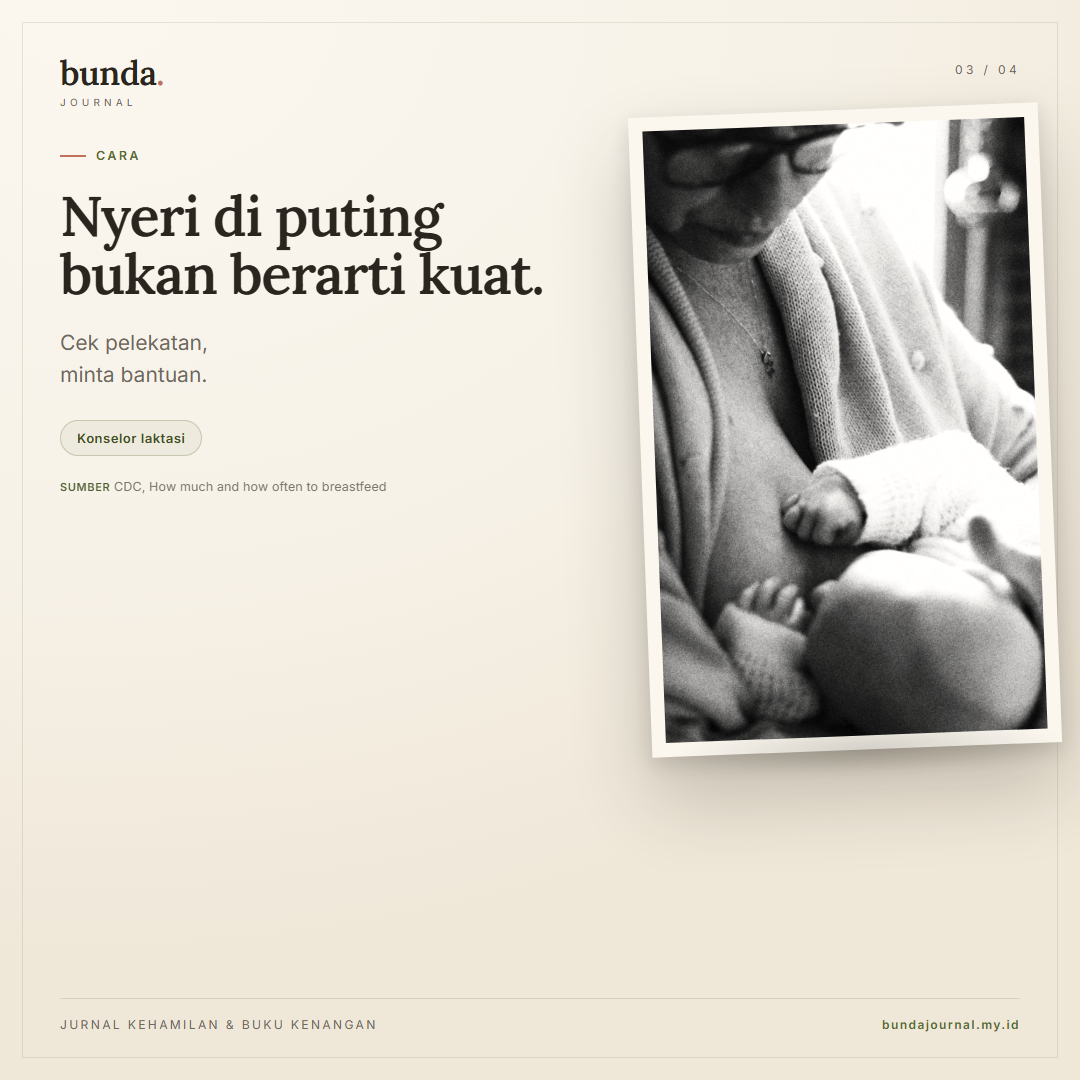 bunda.
JOURNAL
03 / 04
CARA
Nyeri di puting
bukan berarti kuat.
Cek pelekatan,
minta bantuan.
Konselor laktasi
SUMBER CDC, How much and how often to breastfeed
JURNAL KEHAMILAN & BUKU KENANGAN
bundajournal.my.id